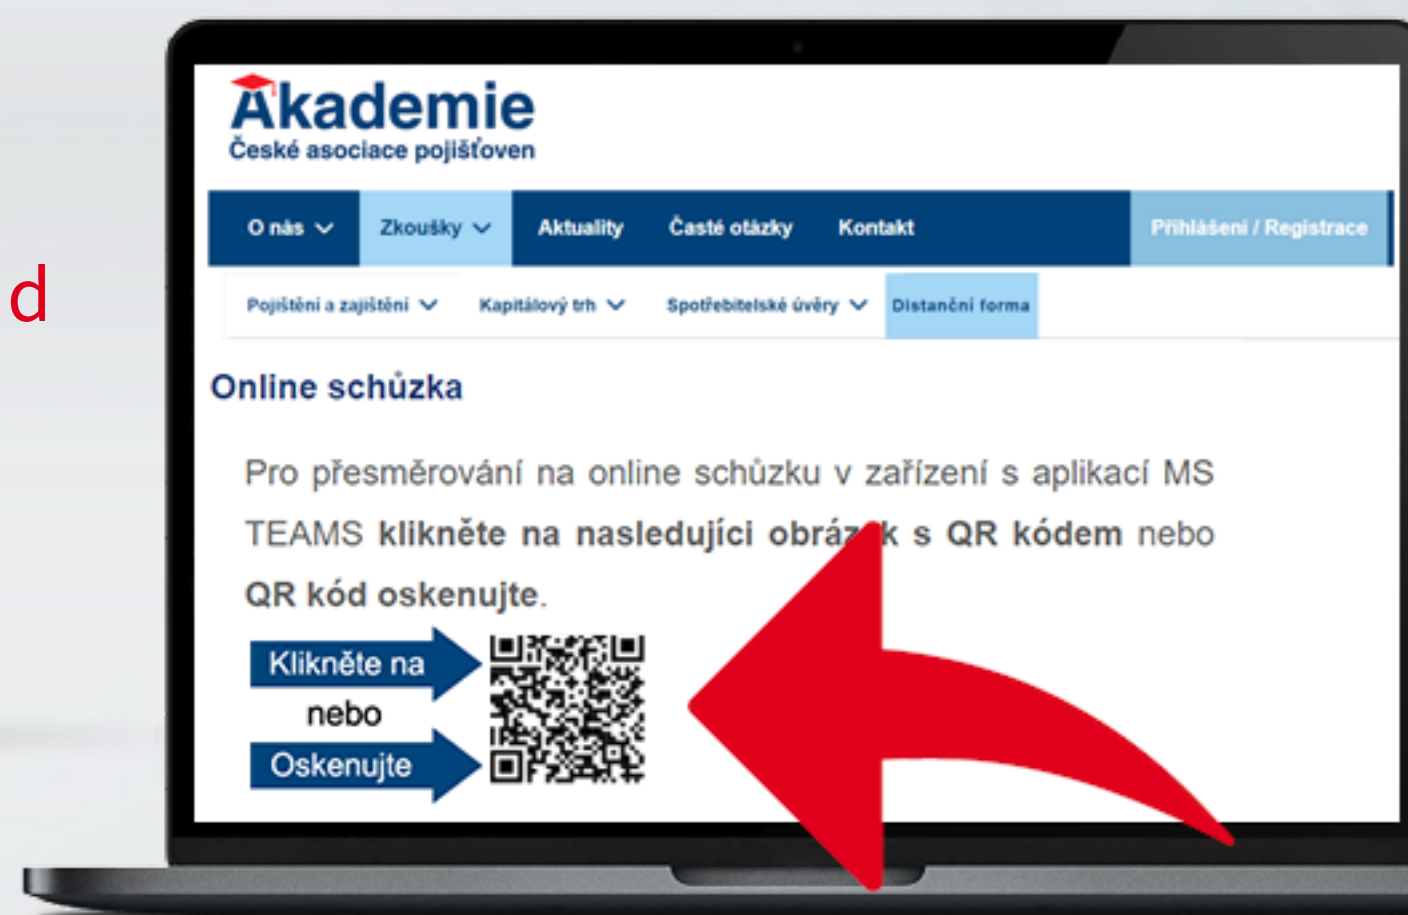 Akademie
České asociace pojišťoven
O nás Zkoušky Aktuality Časté otázky Kontakt Přihlášení / Registrace
d
Pojištění a zajištění Kapitálový trh Spotřebitelské úvěry Distanční forma
Online schůzka
Pro přesměrování na online schůzku v zařízení s aplikací MS
TEAMS klikněte na nasledujíci obrázek s QR kódem nebo
QR kód oskenujte.
Klikněte na
nebo
Oskenujte